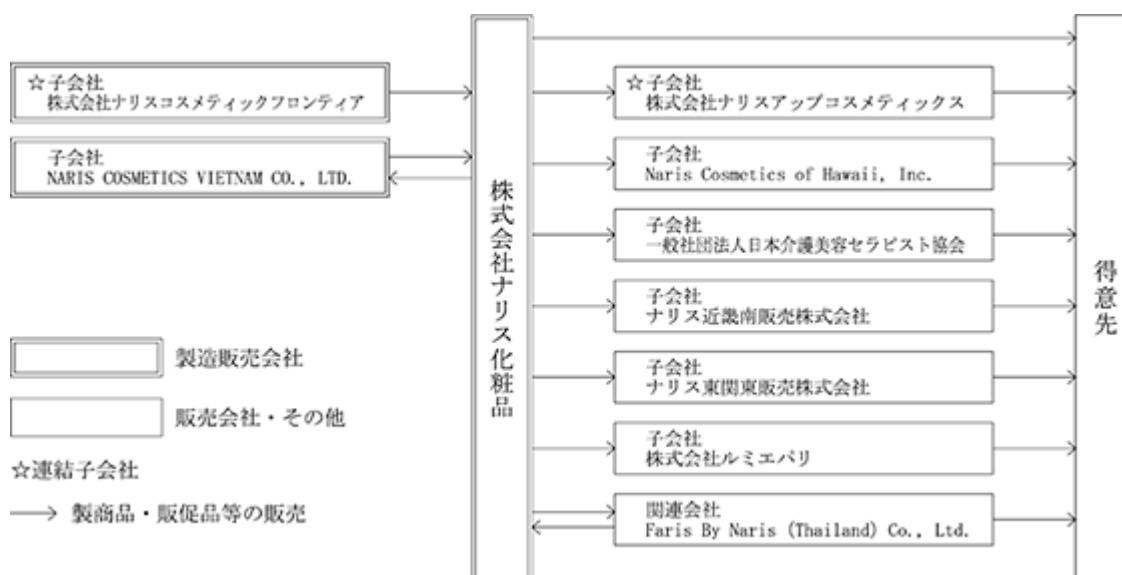 ☆子会社
株式会社ナリスコスメティックフロンティア
子会社
NARIS COSMETICS VIETNAM CO., LTD.
製造販売会社
販売会社・その他
☆連結子会社
→ 製商品・販促品等の販売
株式会社ナリス化粧品
☆子会社
株式会社ナリスアップコスメティックス
子会社
Naris Cosmetics of Hawaii, Inc.
子会社
一般社団法人日本介護美容セラピスト協会
子会社
ナリス近畿南販売株式会社
子会社
ナリス東関東販売株式会社
子会社
株式会社ルミエパリ
関連会社
Faris By Naris (Thailand) Co., Ltd.
得意先